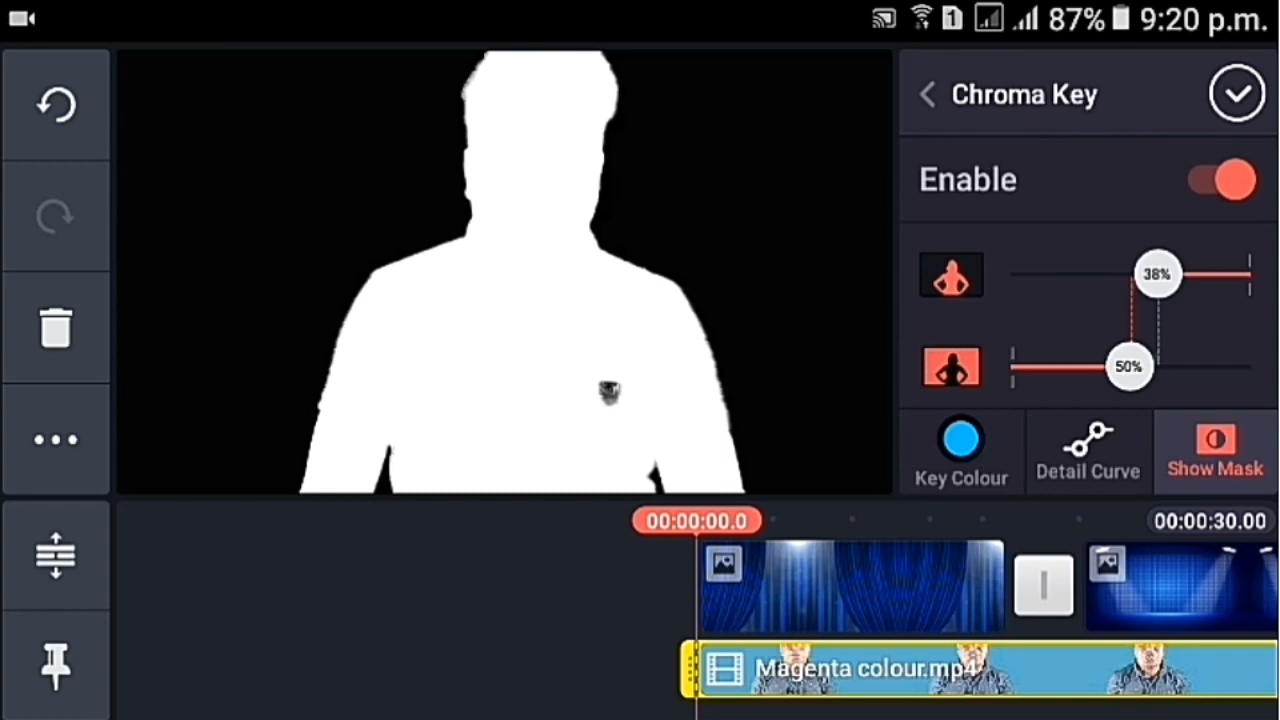 1
87%
9:20 p.m.
Chroma Key
Enable
38%
50%
Key Colour
Detail Curve
Show Mask
00:00:00.0
00:00:30.00
Magenta colour.mp4